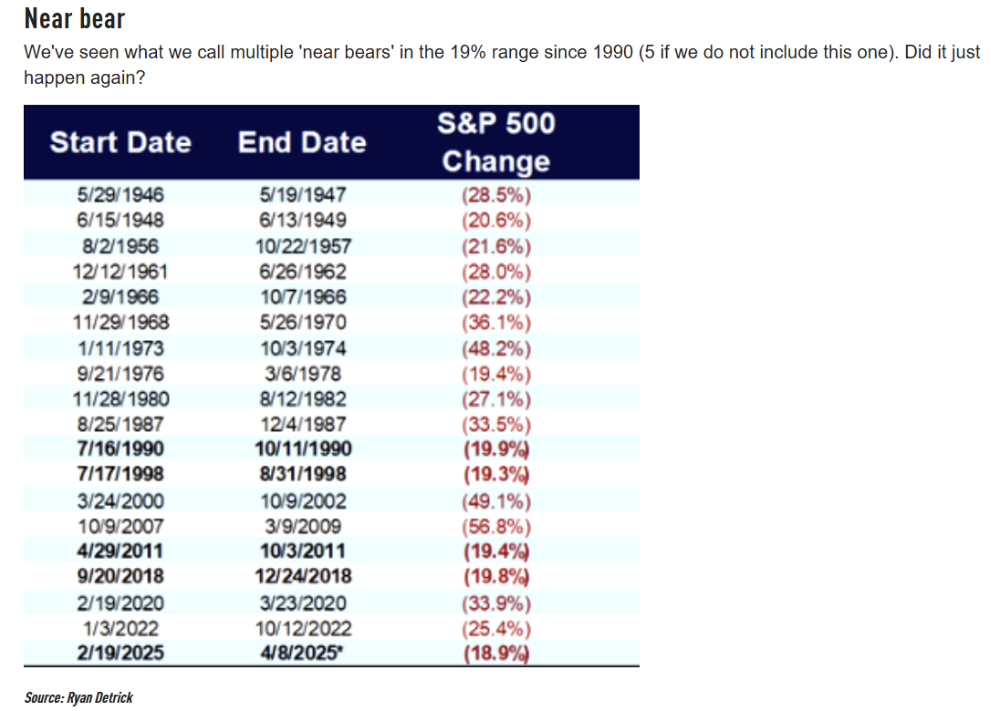 Near bear
We've seen what we call multiple 'near bears' in the 19% range since 1990 (5 if we do not include this one). Did it just
happen again?
Start Date End Date S&P 500 Change
5/29/1946 5/19/1947 (28.5%)
6/15/1948 6/13/1949 (20.6%)
8/2/1956 10/22/1957 (21.6%)
12/12/1961 6/26/1962 (28.0%)
2/9/1966 10/7/1966 (22.2%)
11/29/1968 5/26/1970 (36.1%)
1/11/1973 10/3/1974 (48.2%)
9/21/1976 3/6/1978 (19.4%)
11/28/1980 8/12/1982 (27.1%)
8/25/1987 12/4/1987 (33.5%)
7/16/1990 10/11/1990 (19.9%)
7/17/1998 8/31/1998 (19.3%)
3/24/2000 10/9/2002 (49.1%)
10/9/2007 3/9/2009 (56.8%)
4/29/2011 10/3/2011 (19.4%)
9/20/2018 12/24/2018 (19.8%)
2/19/2020 3/23/2020 (33.9%)
1/3/2022 10/12/2022 (25.4%)
2/19/2025 4/8/2025* (18.9%)
Source: Ryan Detrick